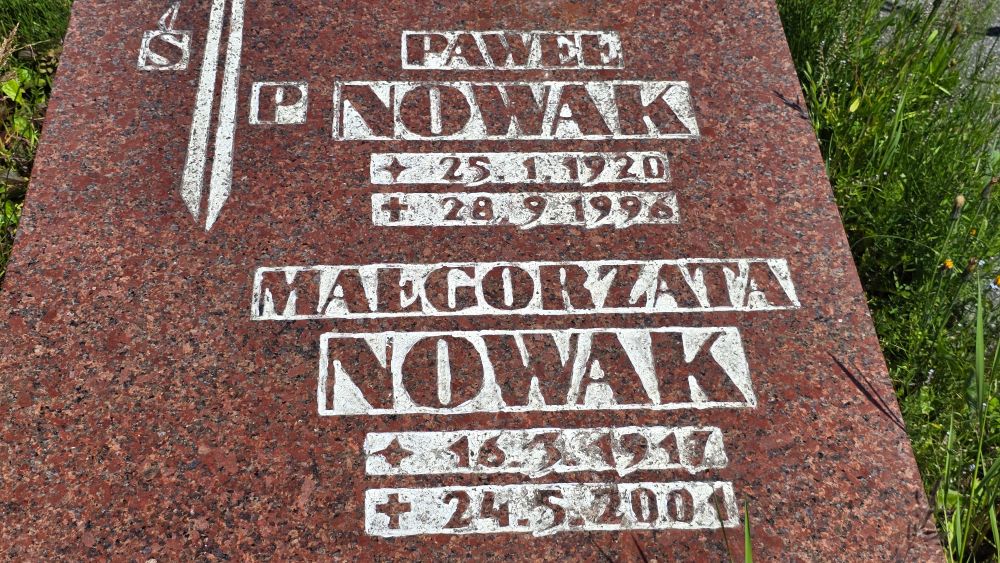 Ś P
PAWEŁ
NOWAK
✦ 25.1.1920
✝ 28.9.1996
MAŁGORZATA
NOWAK
✦ 16.3.1917
✝ 24.5.2001